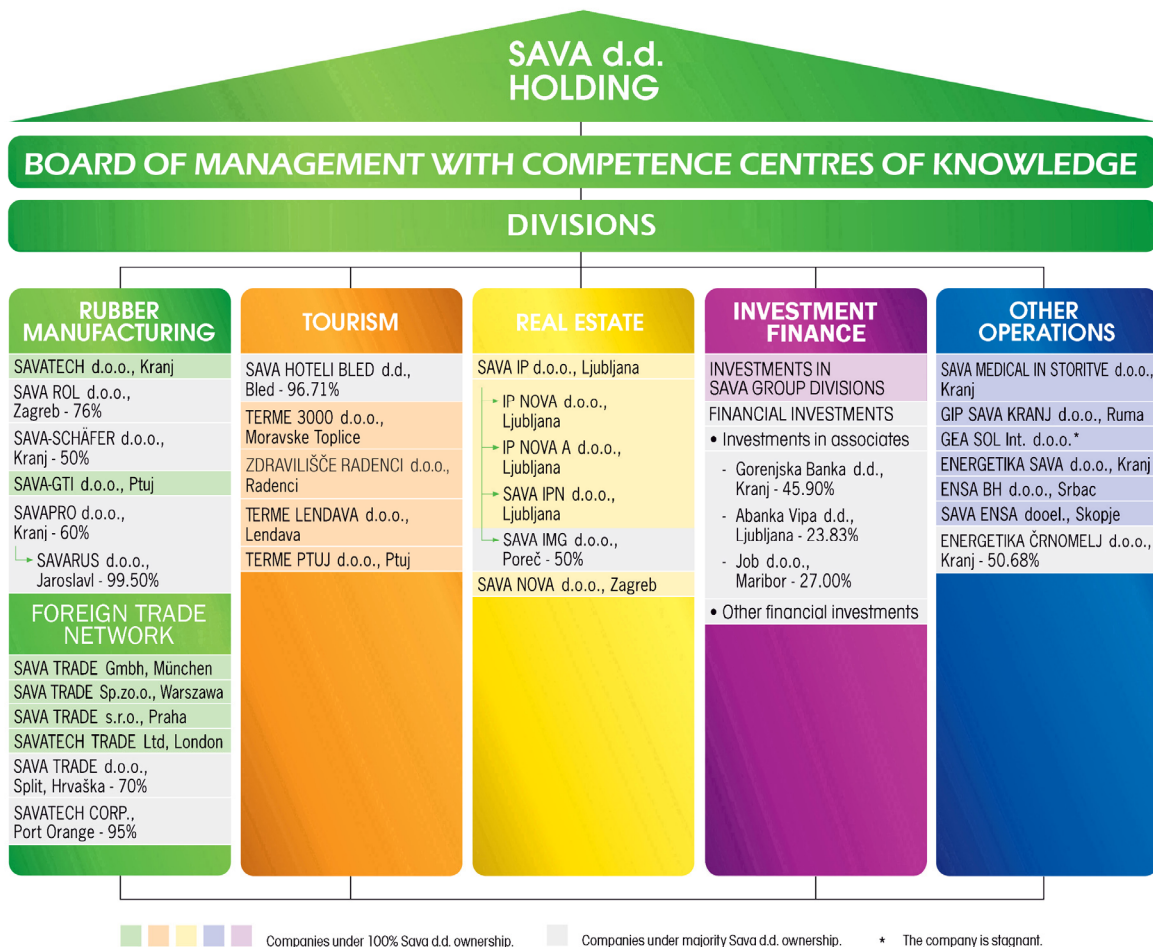 SAVA d.d.
HOLDING
BOARD OF MANAGEMENT WITH COMPETENCE CENTRES OF KNOWLEDGE
DIVISIONS
RUBBER
MANUFACTURING
SAVATECH d.o.o., Kranj
SAVA ROL d.o.o.,
Zagreb - 76%
SAVA-SCHÄFER d.o.o.,
Kranj - 50%
SAVA-GTI d.o.o., Ptuj
SAVAPRO d.o.o.,
Kranj - 60%
SAVARUS d.o.o.,
Jaroslavl - 99.50%
FOREIGN TRADE
NETWORK
SAVA TRADE Gmbh, München
SAVA TRADE Sp.zo.o., Warszawa
SAVA TRADE s.r.o., Praha
SAVATECH TRADE Ltd, London
SAVA TRADE d.o.o.,
Split, Hrvaška - 70%
SAVATECH CORP.,
Port Orange - 95%
TOURISM
SAVA HOTELI BLED d.d.,
Bled - 96.71%
TERME 3000 d.o.o.,
Moravske Toplice
ZDRAVILIŠČE RADENCI d.o.o.,
Radenci
TERME LENDAVA d.o.o.,
Lendava
TERME PTUJ d.o.o., Ptuj
REAL ESTATE
SAVA IP d.o.o., Ljubljana
IP NOVA d.o.o.,
Ljubljana
IP NOVA A d.o.o.,
Ljubljana
SAVA IPN d.o.o.,
Ljubljana
SAVA IMG d.o.o.,
Poreč - 50%
SAVA NOVA d.o.o., Zagreb
INVESTMENT
FINANCE
INVESTMENTS IN
SAVA GROUP DIVISIONS
FINANCIAL INVESTMENTS
• Investments in associates
- Gorenjska Banka d.d.,
Kranj - 45.90%
- Abanka Vipa d.d.,
Ljubljana - 23.83%
- Job d.o.o.,
Maribor - 27.00%
• Other financial investments
OTHER
OPERATIONS
SAVA MEDICAL IN STORITVE d.o.o.,
Kranj
GIP SAVA KRANJ d.o.o., Ruma
GEA SOL Int. d.o.o.*
ENERGETIKA SAVA d.o.o., Kranj
ENSA BH d.o.o., Srbac
SAVA ENSA dooel., Skopje
ENERGETIKA ČRNOMELJ d.o.o.,
Kranj - 50.68%
Companies under 100% Sava d.d. ownership.
Companies under majority Sava d.d. ownership.
* The company is stagnant.